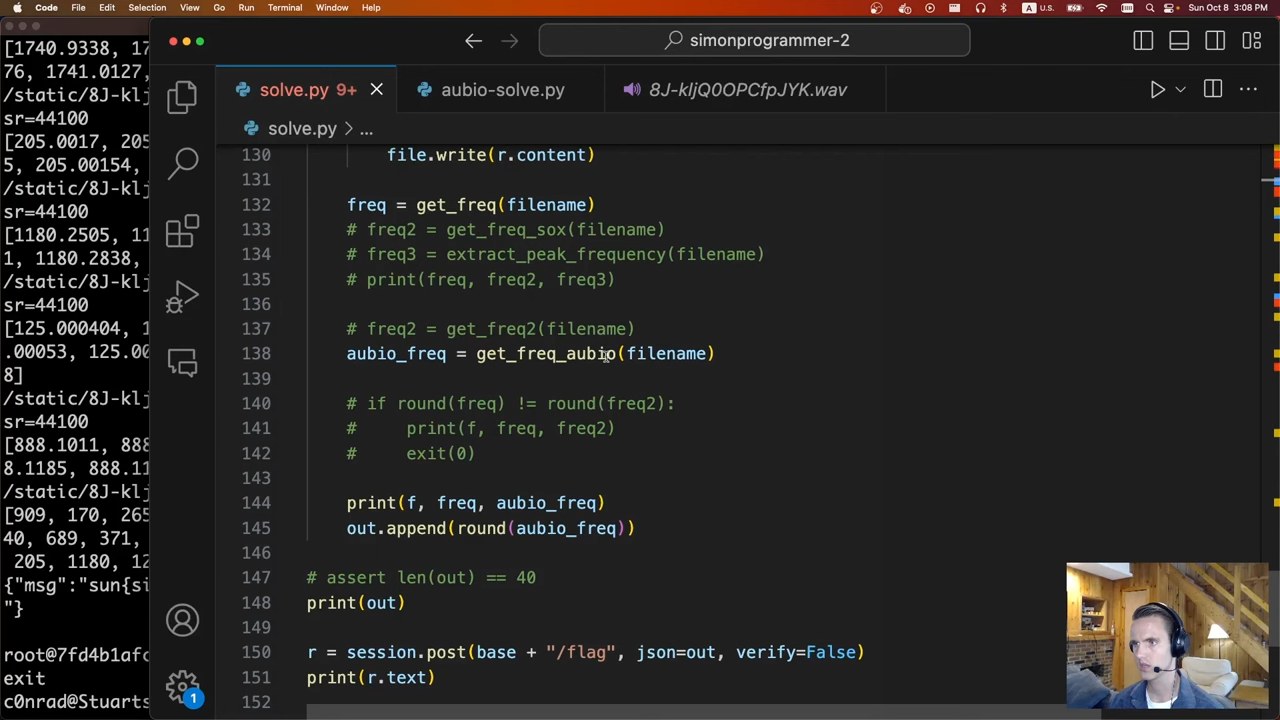 Code File Edit Selection View Go Run Terminal Window Help
U.S. Sun Oct 8 3:08 PM
simonprogrammer-2
solve.py 9+ aubio-solve.py 8J-kljQ0OPCfpJYK.wav
solve.py > ...
[1740.9338, 17
76, 1741.0127,
/static/8J-klj
sr=44100
[205.0017, 205
5, 205.00154,
/static/8J-klj
sr=44100
[1180.2505, 11
1, 1180.2838,
/static/8J-klj
sr=44100
[125.000404, 1
.00053, 125.00
8]
/static/8J-klj
sr=44100
[888.1011, 888
8.1185, 888.11
/static/8J-klj
[909, 170, 265
40, 689, 371,
205, 1180, 12
{"msg":"sun{si
"}
root@7fd4b1afc
exit
c0nrad@Stuarts
130 file.write(r.content)
131
132 freq = get_freq(filename)
133 # freq2 = get_freq_sox(filename)
134 # freq3 = extract_peak_frequency(filename)
135 # print(freq, freq2, freq3)
136
137 # freq2 = get_freq2(filename)
138 aubio_freq = get_freq_aubio(filename)
139
140 # if round(freq) != round(freq2):
141 #     print(f, freq, freq2)
142 #     exit(0)
143
144 print(f, freq, aubio_freq)
145 out.append(round(aubio_freq))
146
147 # assert len(out) == 40
148 print(out)
149
150 r = session.post(base + "/flag", json=out, verify=False)
151 print(r.text)
152
1